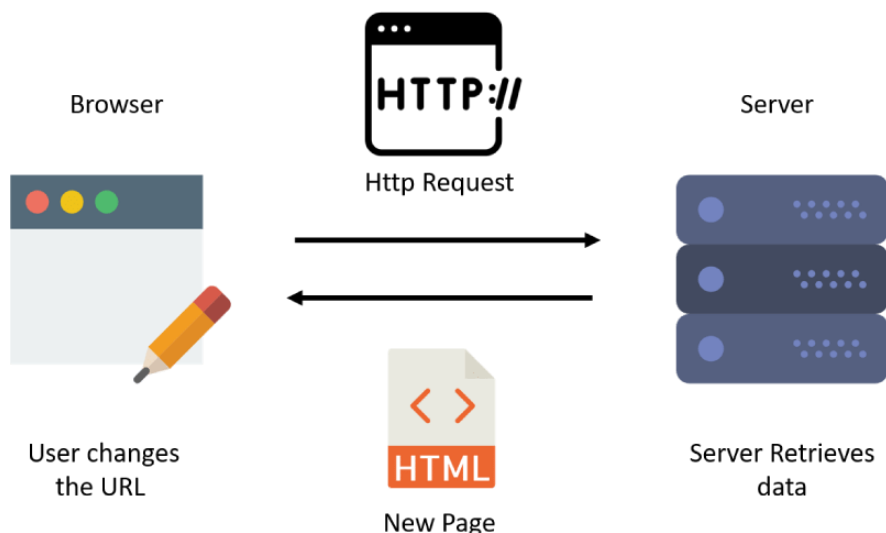 Browser
HTTP://
Server
Http Request
HTML
User changes
the URL
Server Retrieves
data
New Page